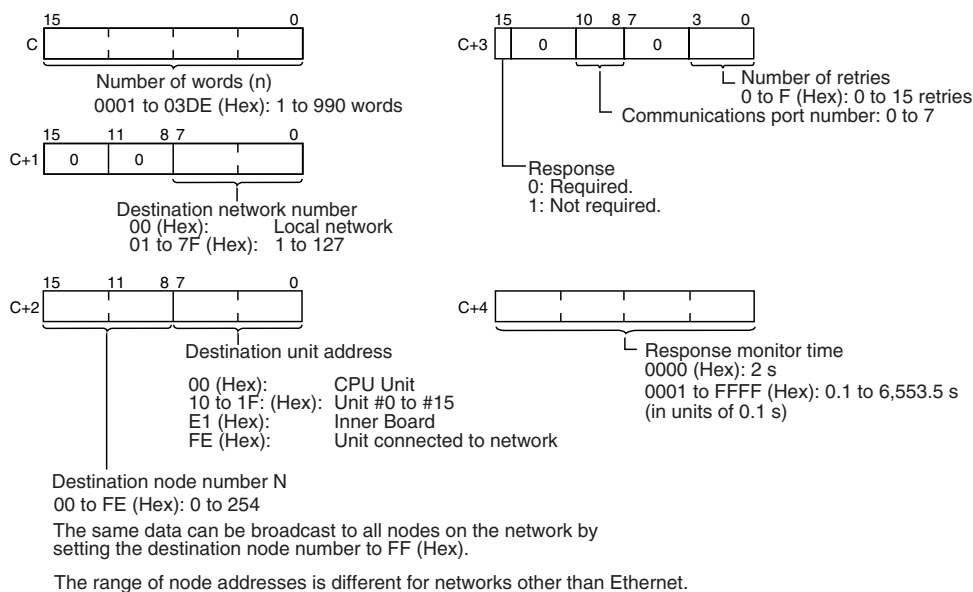 15 0
C
Number of words (n)
0001 to 03DE (Hex): 1 to 990 words
15 11 8 7 0
C+1 0 0
Destination network number
00 (Hex): Local network
01 to 7F (Hex): 1 to 127
15 11 8 7 0
C+2
Destination unit address
00 (Hex): CPU Unit
10 to 1F: (Hex): Unit #0 to #15
E1 (Hex): Inner Board
FE (Hex): Unit connected to network
Destination node number N
00 to FE (Hex): 0 to 254
The same data can be broadcast to all nodes on the network by
setting the destination node number to FF (Hex).
The range of node addresses is different for networks other than Ethernet.
15 10 8 7 3 0
C+3 0 0
Number of retries
0 to F (Hex): 0 to 15 retries
Communications port number: 0 to 7
Response
0: Required.
1: Not required.
C+4
Response monitor time
0000 (Hex): 2 s
0001 to FFFF (Hex): 0.1 to 6,553.5 s
(in units of 0.1 s)